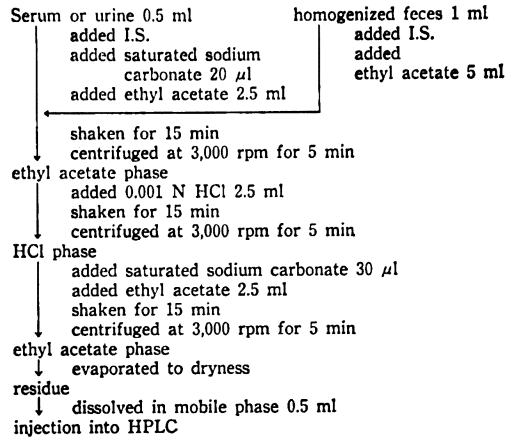 Serum or urine 0.5 ml
added I.S.
added saturated sodium
carbonate 20 μl
added ethyl acetate 2.5 ml
homogenized feces 1 ml
added I.S.
added
ethyl acetate 5 ml
shaken for 15 min
centrifuged at 3,000 rpm for 5 min
ethyl acetate phase
added 0.001 N HCl 2.5 ml
shaken for 15 min
centrifuged at 3,000 rpm for 5 min
HCl phase
added saturated sodium carbonate 30 μl
added ethyl acetate 2.5 ml
shaken for 15 min
centrifuged at 3,000 rpm for 5 min
ethyl acetate phase
evaporated to dryness
residue
dissolved in mobile phase 0.5 ml
injection into HPLC